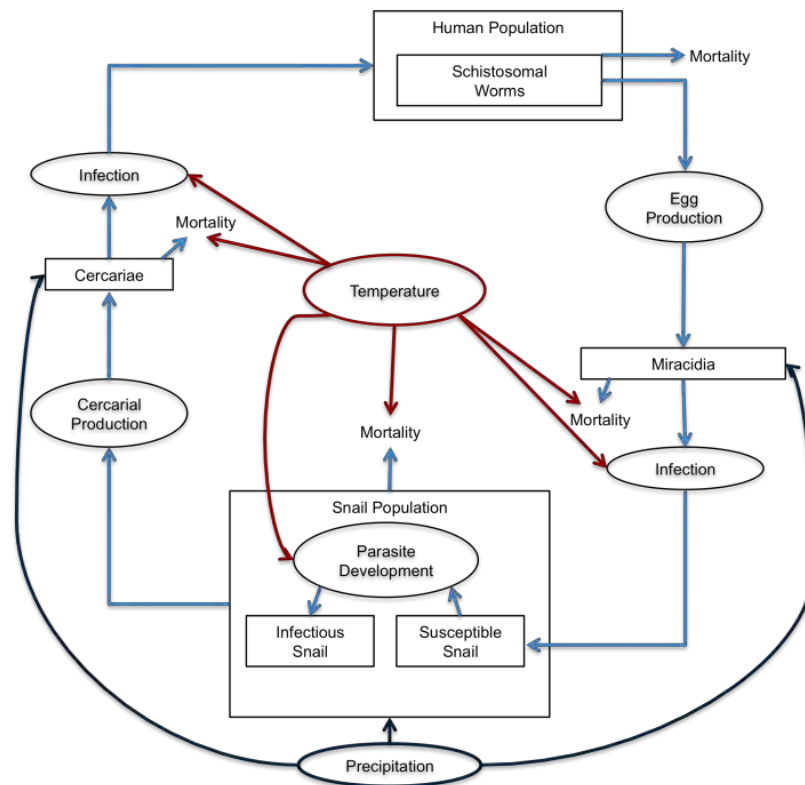 Human Population
Schistosomal
Worms
Mortality
Infection
Egg
Production
Mortality
Cercariae
Temperature
Miracidia
Cercarial
Production
Mortality
Mortality
Infection
Snail Population
Parasite
Development
Infectious
Snail
Susceptible
Snail
Precipitation